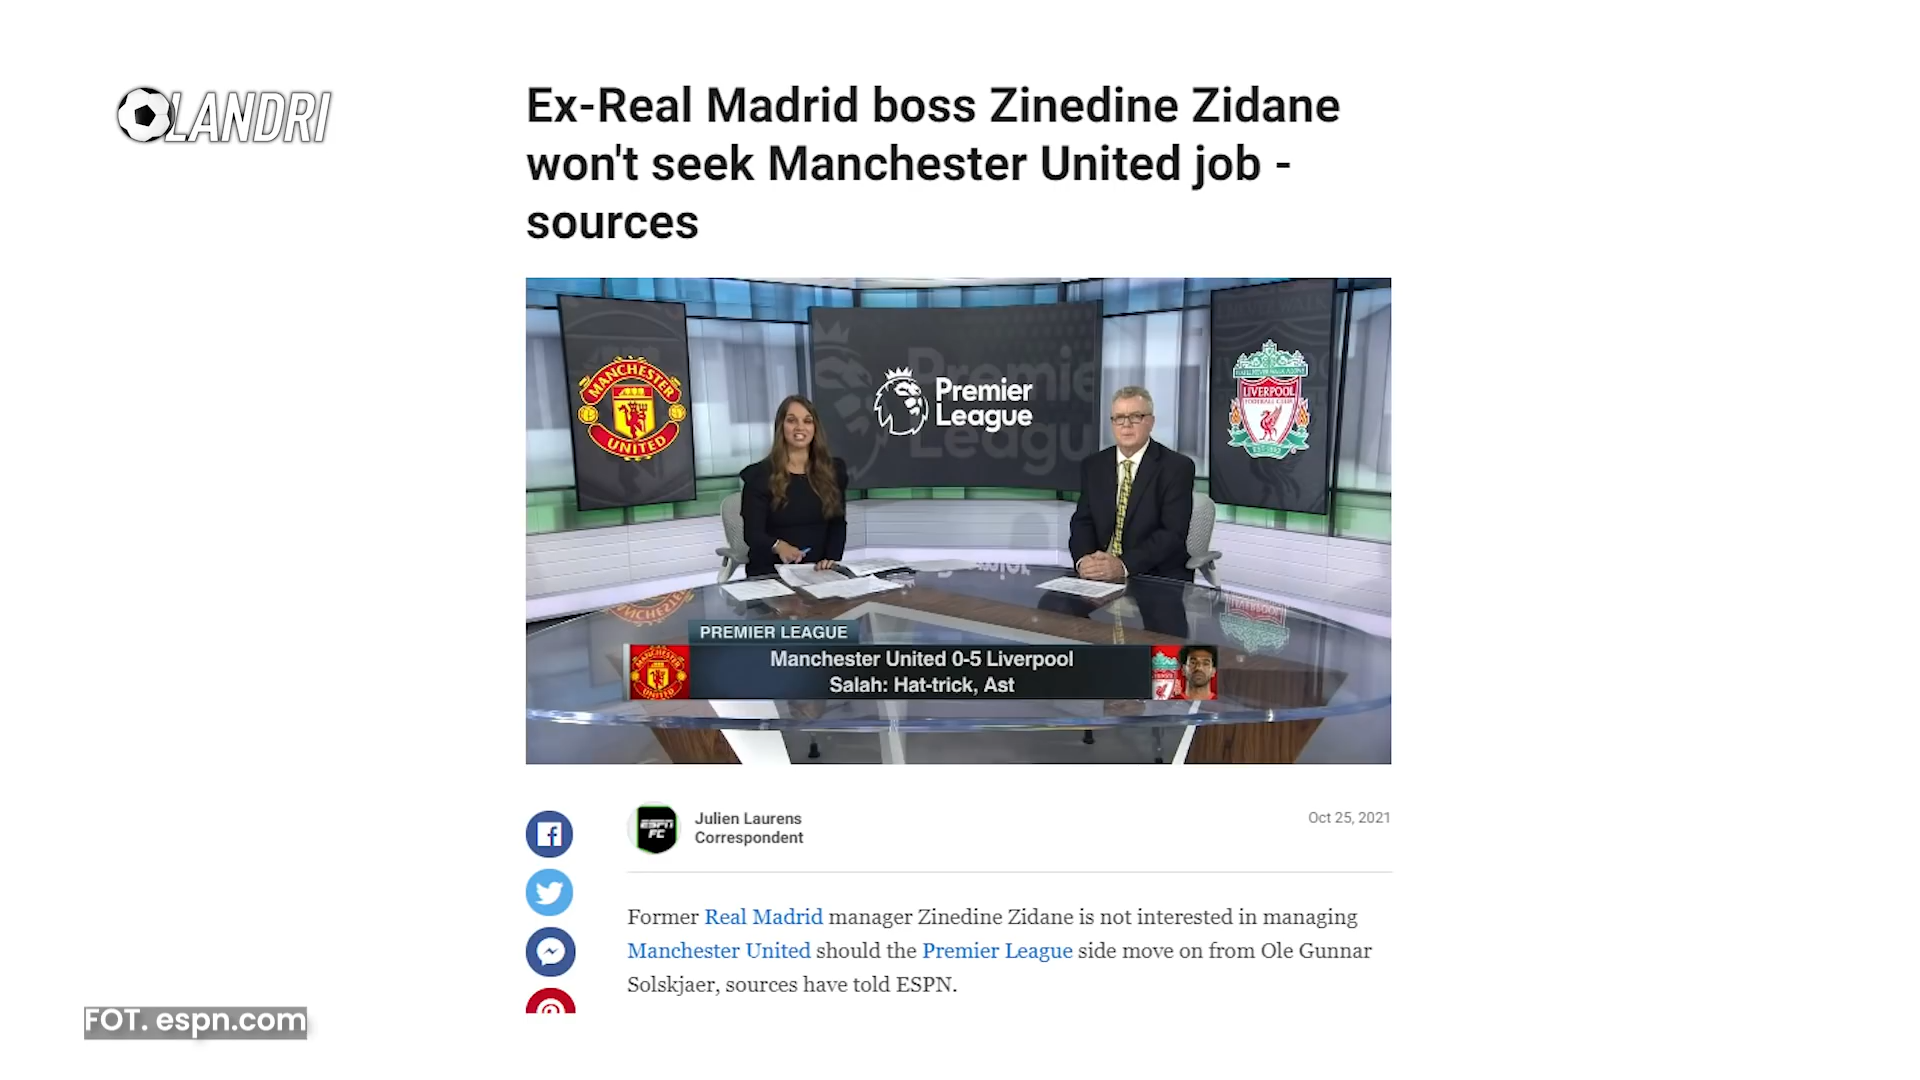 LANDRI
Ex-Real Madrid boss Zinedine Zidane
won't seek Manchester United job -
sources
MANCHESTER
UNITED
Premier
League
LIVERPOOL
FOOTBALL CLUB
PREMIER LEAGUE
Manchester United 0-5 Liverpool
Salah: Hat-trick, Ast
MANCHESTER
UNITED
ESPN
FC
Julien Laurens
Correspondent
Oct 25, 2021
Former Real Madrid manager Zinedine Zidane is not interested in managing
Manchester United should the Premier League side move on from Ole Gunnar
Solskjaer, sources have told ESPN.
FOT. espn.com